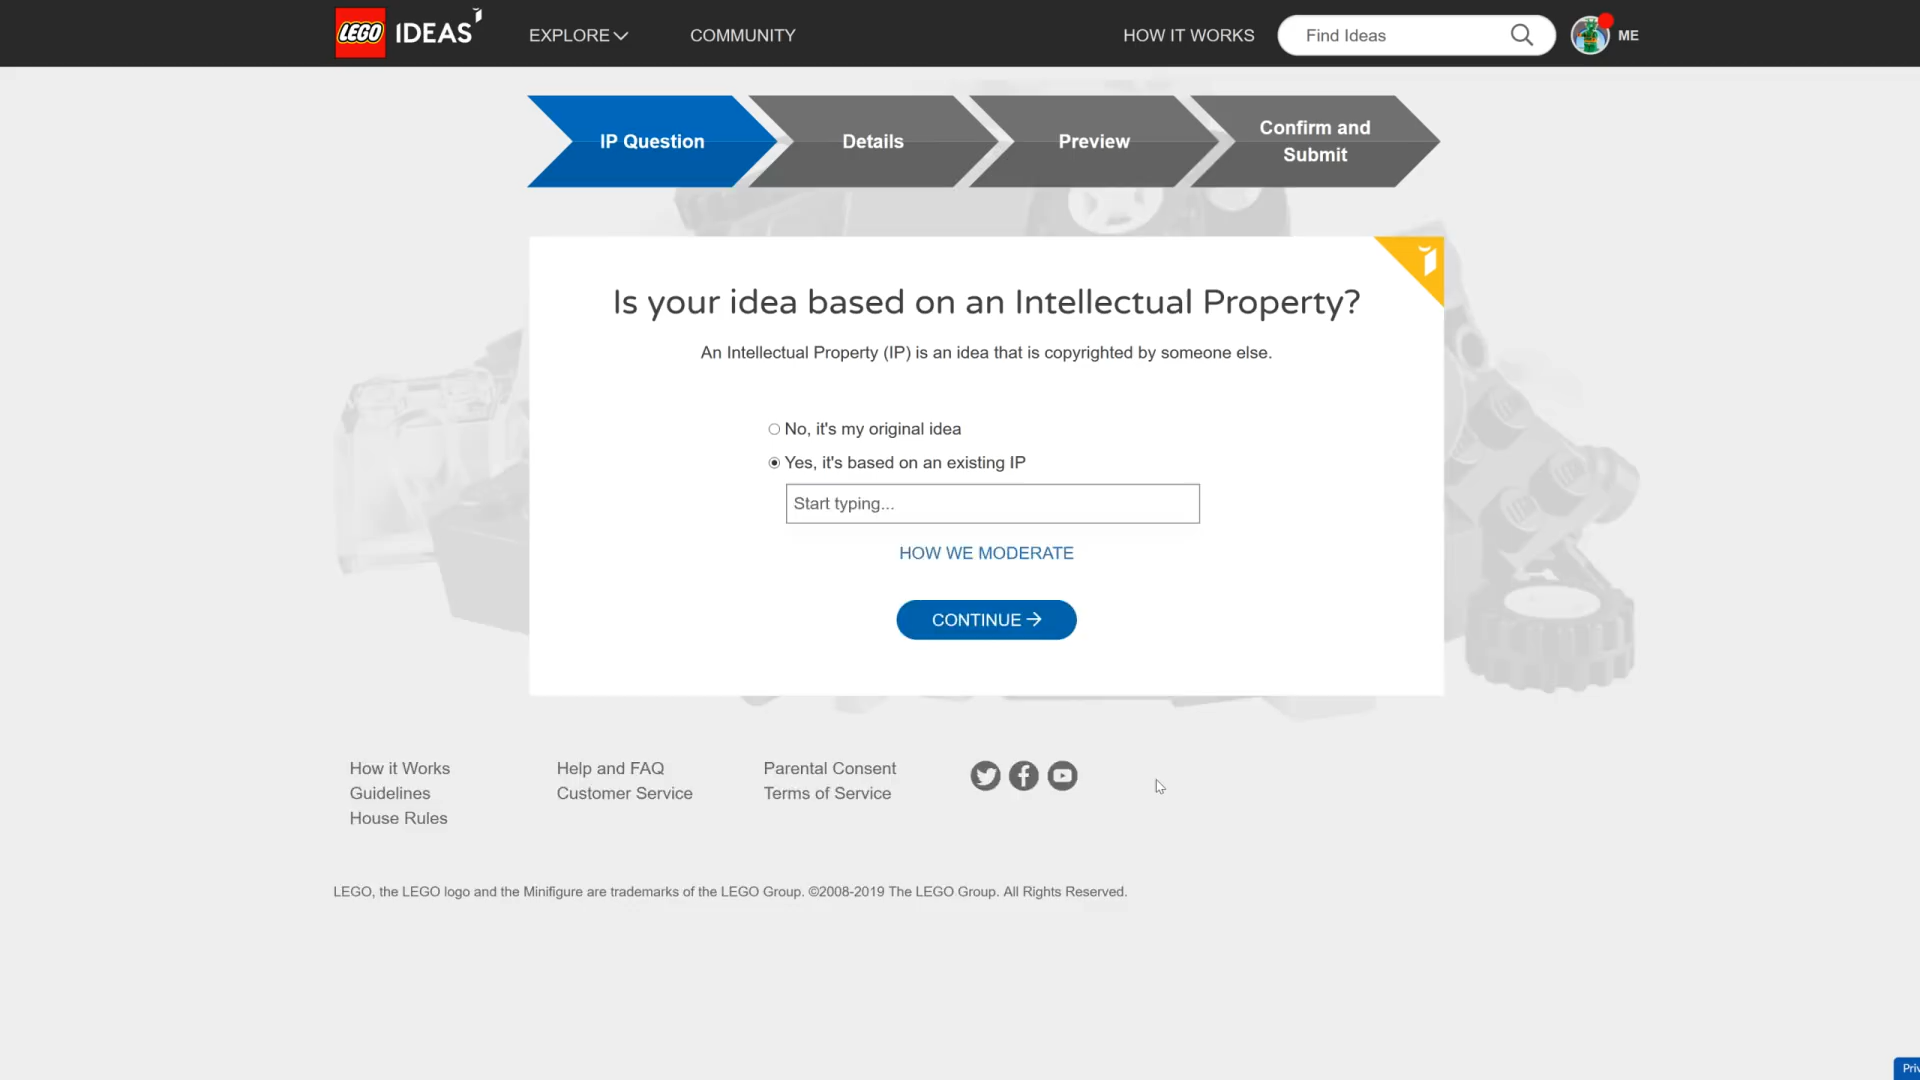 LEGO IDEAS EXPLORE COMMUNITY HOW IT WORKS Find Ideas ME
IP Question Details Preview Confirm and Submit
Is your idea based on an Intellectual Property?
An Intellectual Property (IP) is an idea that is copyrighted by someone else.
No, it's my original idea
Yes, it's based on an existing IP
Start typing...
HOW WE MODERATE
CONTINUE
How it Works
Guidelines
House Rules
Help and FAQ
Customer Service
Parental Consent
Terms of Service
LEGO, the LEGO logo and the Minifigure are trademarks of the LEGO Group. ©2008-2019 The LEGO Group. All Rights Reserved.